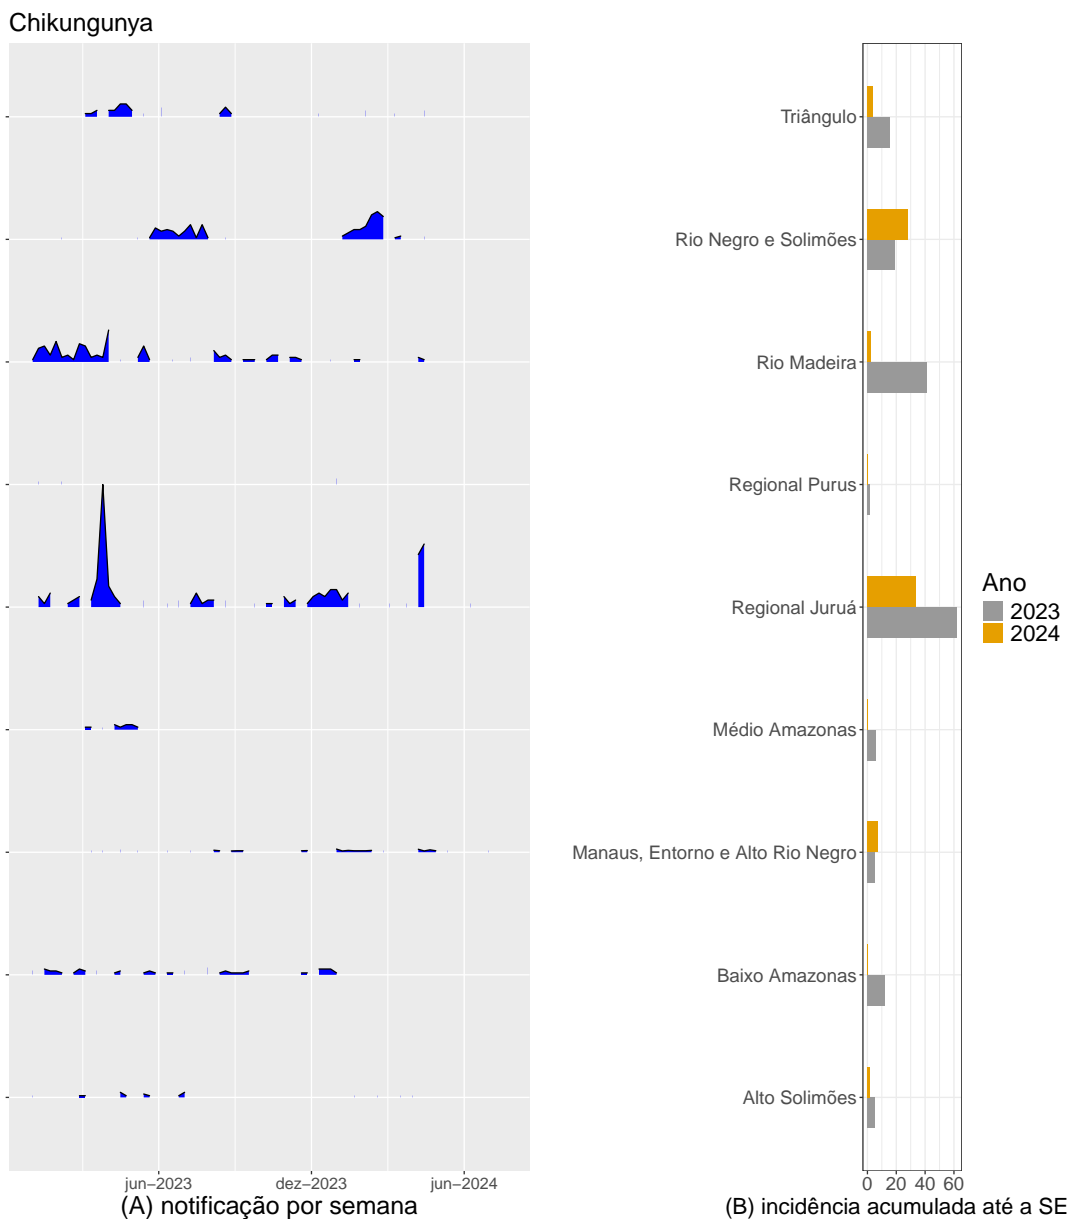 Chikungunya
Triângulo
Rio Negro e Solimões
Rio Madeira
Regional Purus
Regional Juruá
Médio Amazonas
Manaus, Entorno e Alto Rio Negro
Baixo Amazonas
Alto Solimões
Ano
2023
2024
jun–2023 dez–2023 jun–2024
0 20 40 60
(A) notificação por semana
(B) incidência acumulada até a SE